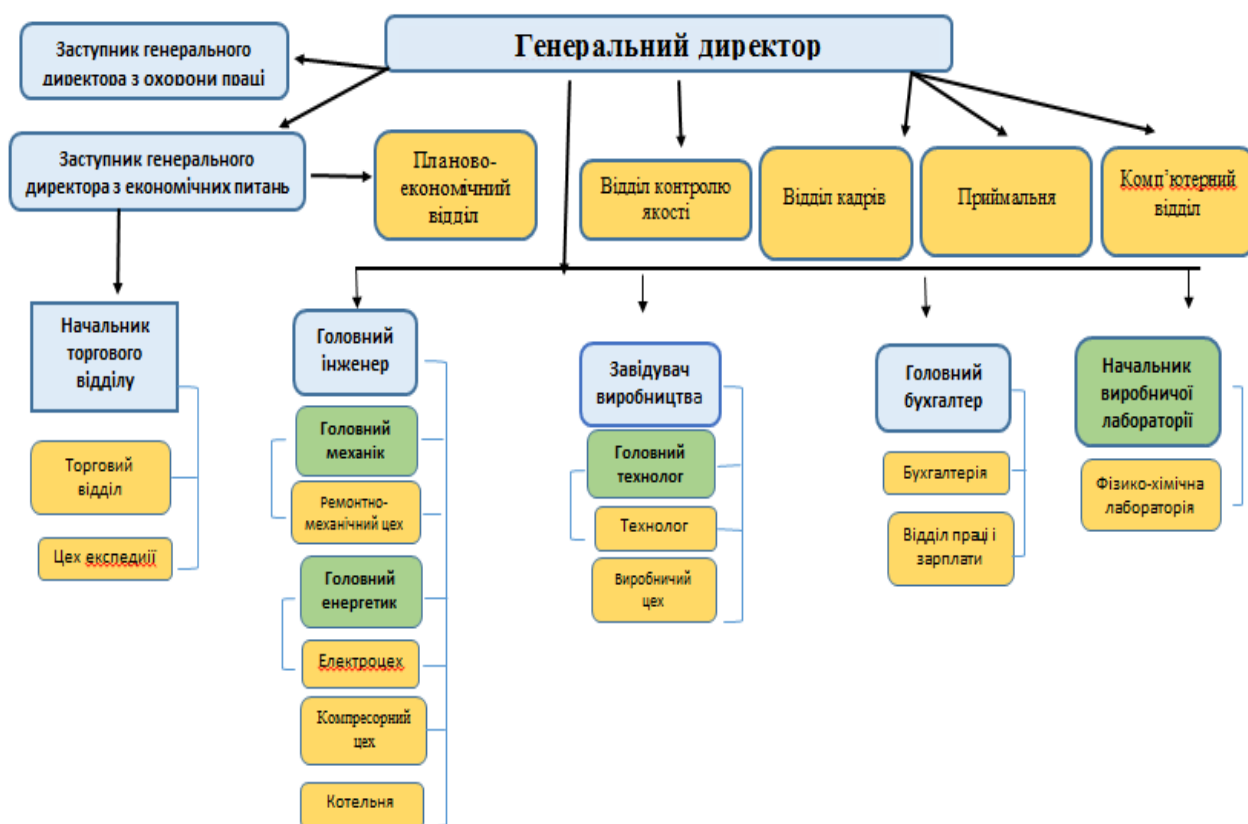 Генеральний директор
Заступник генерального
директора з охорони праці
Заступник генерального
директора з економічних питань
Планово-
економічний
відділ
Відділ контролю
якості
Відділ кадрів
Приймальня
Комп’ютерний
відділ
Начальник
торгового
відділу
Торговий
відділ
Цех експедиії
Головний
інженер
Головний
механік
Ремонтно-
механічний цех
Головний
енергетик
Електроцех
Компресорний
цех
Котельня
Завідувач
виробництва
Головний
технолог
Технолог
Виробничий
цех
Головний
бухгалтер
Бухгалтерія
Відділ праці і
зарплати
Начальник
виробничої
лабораторії
Фізико-хімічна
лабораторія